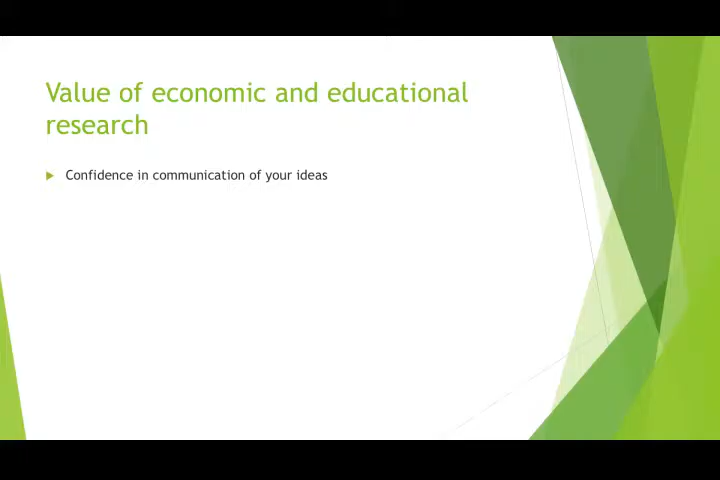 Value of economic and educational
research
Confidence in communication of your ideas